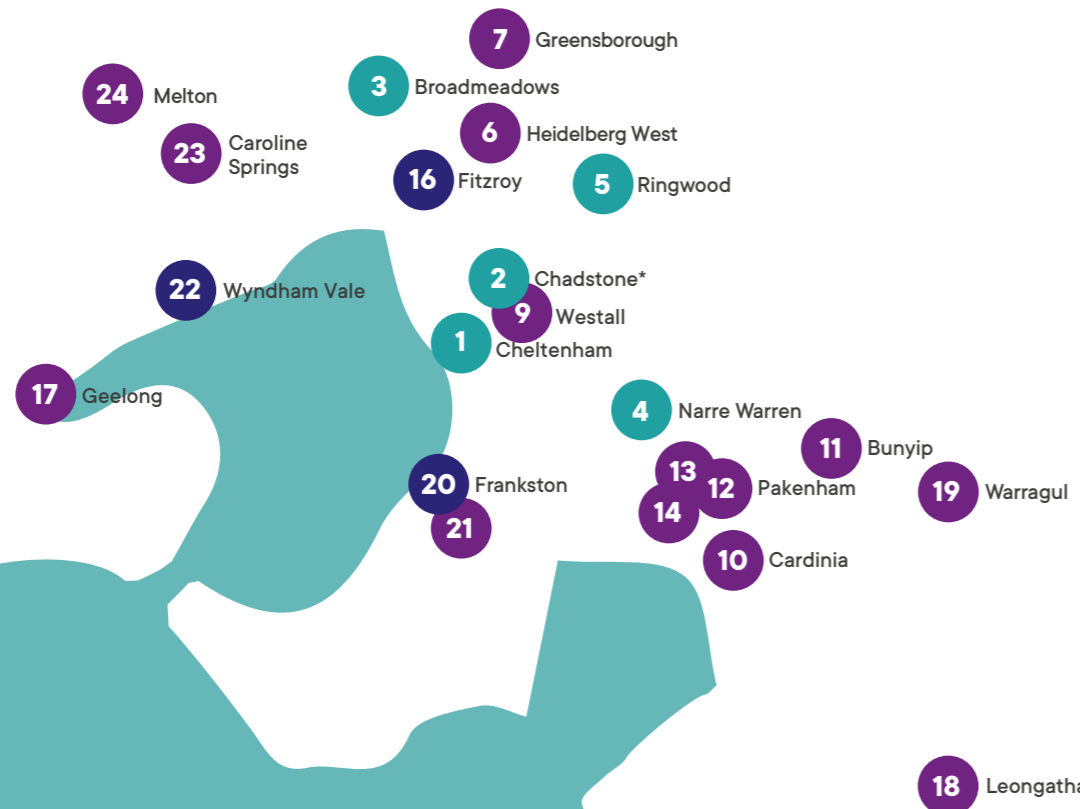 7 Greensborough
3 Broadmeadows
24 Melton
6 Heidelberg West
23 Caroline
Springs
16 Fitzroy
5 Ringwood
2 Chadstone*
22 Wyndham Vale
9 Westall
1 Cheltenham
17 Geelong
4 Narre Warren
11 Bunyip
13
12 Pakenham
20 Frankston
19 Warragul
14
21
10 Cardinia
18 Leongatha